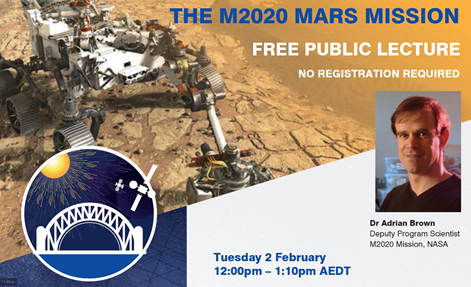 THE M2020 MARS MISSION
FREE PUBLIC LECTURE
NO REGISTRATION REQUIRED
Dr Adrian Brown
Deputy Program Scientist
M2020 Mission, NASA
Tuesday 2 February
12:00pm – 1:10pm AEDT